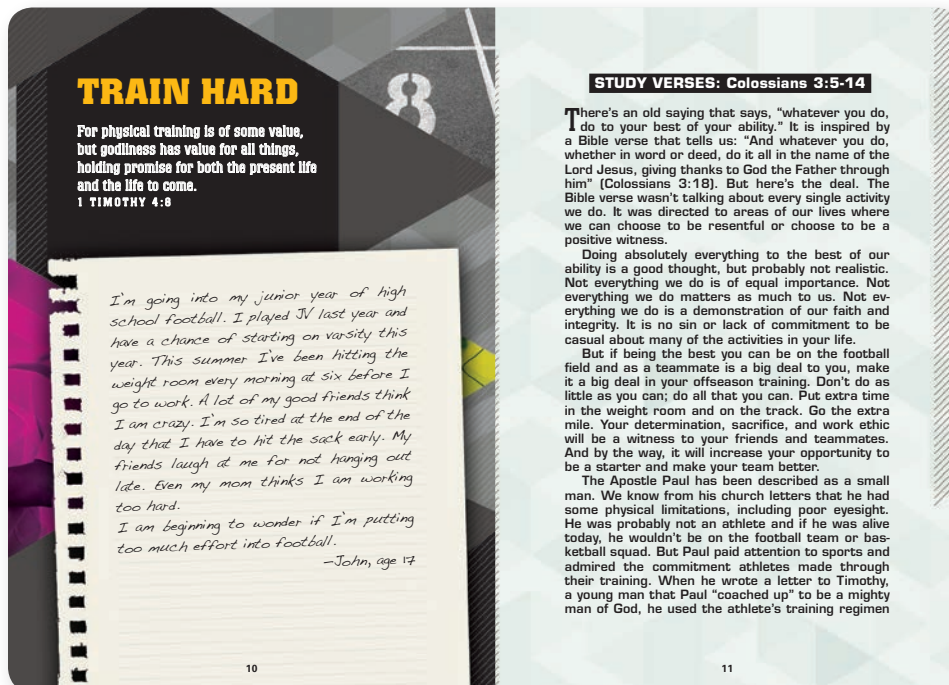 TRAIN HARD
For physical training is of some value,
but godliness has value for all things,
holding promise for both the present life
and the life to come.
1 TIMOTHY 4:8
8
I'm going into my junior year of high
school football. I played JV last year and
have a chance of starting on varsity this
year. This summer I've been hitting the
weight room every morning at six before I
go to work. A lot of my good friends think
I am crazy. I'm so tired at the end of the
day that I have to hit the sack early. My
friends laugh at me for not hanging out
late. Even my mom thinks I am working
too hard.
I am beginning to wonder if I'm putting
too much effort into football.
–John, age 17
10
STUDY VERSES: Colossians 3:5-14
There's an old saying that says, “whatever you do,
do to your best of your ability.” It is inspired by
a Bible verse that tells us: “And whatever you do,
whether in word or deed, do it all in the name of the
Lord Jesus, giving thanks to God the Father through
him” (Colossians 3:18). But here's the deal. The
Bible verse wasn't talking about every single activity
we do. It was directed to areas of our lives where
we can choose to be resentful or choose to be a
positive witness.
Doing absolutely everything to the best of our
ability is a good thought, but probably not realistic.
Not everything we do is of equal importance. Not
everything we do matters as much to us. Not ev-
erything we do is a demonstration of our faith and
integrity. It is no sin or lack of commitment to be
casual about many of the activities in your life.
But if being the best you can be on the football
field and as a teammate is a big deal to you, make
it a big deal in your offseason training. Don't do as
little as you can; do all that you can. Put extra time
in the weight room and on the track. Go the extra
mile. Your determination, sacrifice, and work ethic
will be a witness to your friends and teammates.
And by the way, it will increase your opportunity to
be a starter and make your team better.
The Apostle Paul has been described as a small
man. We know from his church letters that he had
some physical limitations, including poor eyesight.
He was probably not an athlete and if he was alive
today, he wouldn't be on the football team or bas-
ketball squad. But Paul paid attention to sports and
admired the commitment athletes made through
their training. When he wrote a letter to Timothy,
a young man that Paul “coached up” to be a mighty
man of God, he used the athlete's training regimen
11